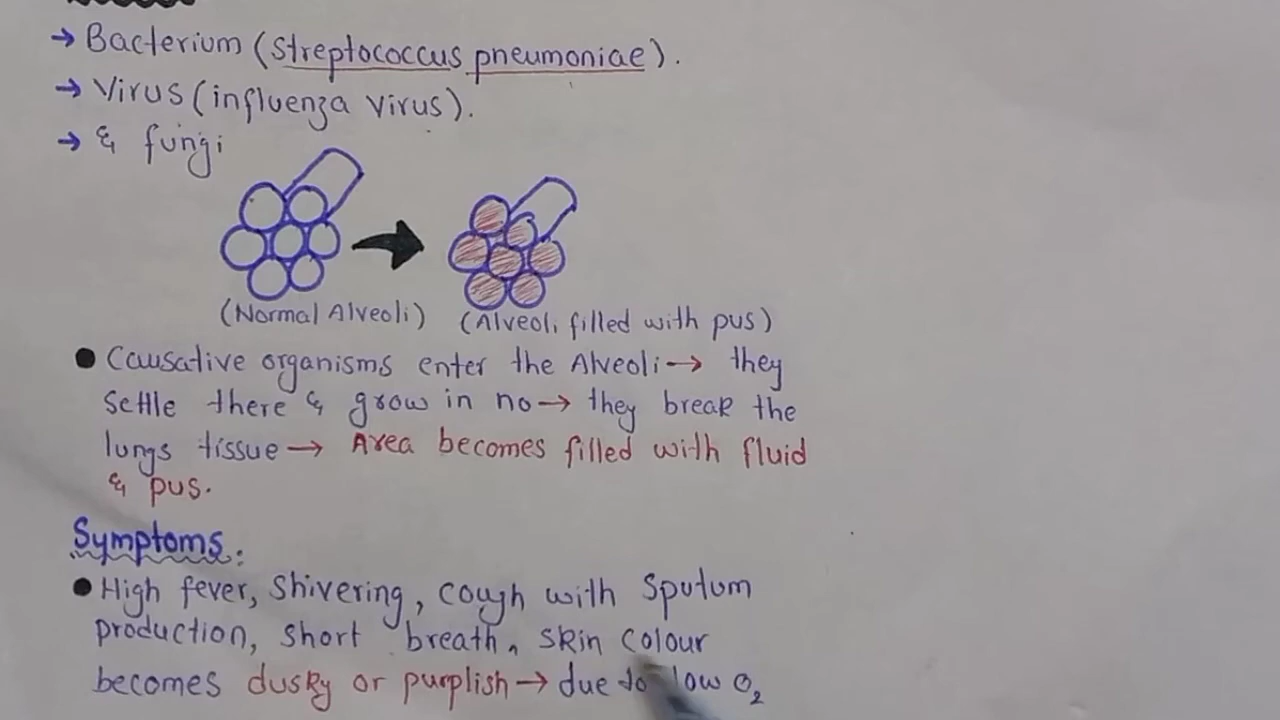 → Bacterium (Streptococcus pneumoniae).
→ Virus (influenza virus).
→ & fungi
(Normal Alveoli) (Alveoli filled with pus)
● Causative organisms enter the Alveoli → they
settle there & grow in no → they break the
lungs tissue → Area becomes filled with fluid
& pus.
Symptoms:
● High fever, Shivering, cough with Sputum
production, short breath, skin colour
becomes dusky or purplish → due to low O₂